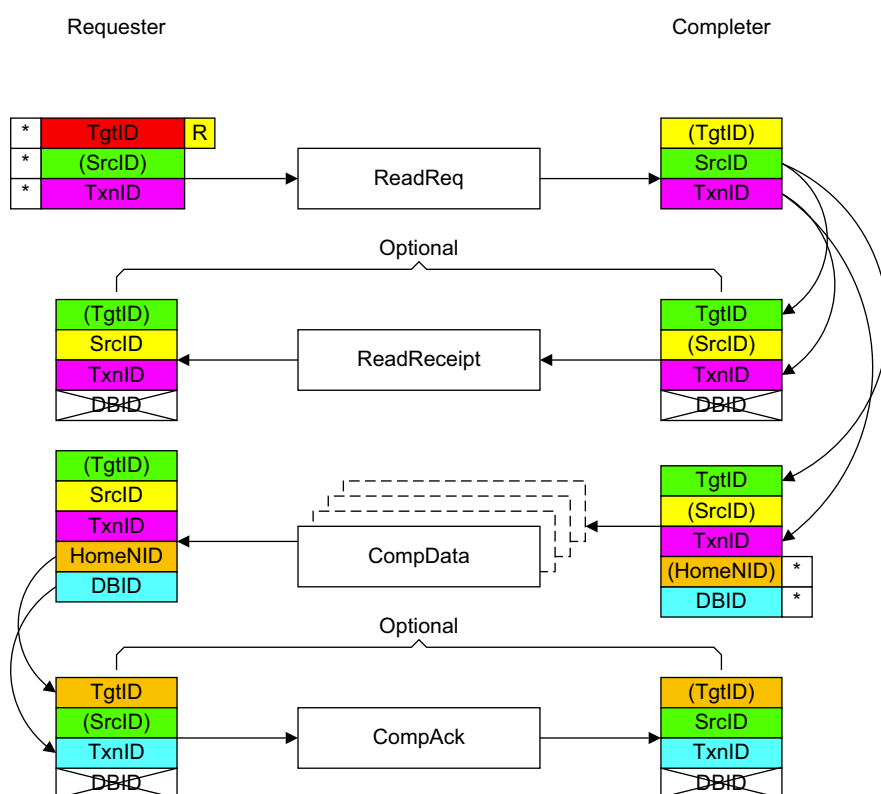 Requester Completer
* TgtID R (TgtID)
* (SrcID) SrcID
* TxnID ReadReq TxnID
Optional
(TgtID) TgtID
SrcID ReadReceipt (SrcID)
TxnID TxnID
DBID DBID
(TgtID) TgtID
SrcID (SrcID)
TxnID CompData TxnID
HomeNID (HomeNID) *
DBID DBID *
Optional
TgtID (TgtID)
(SrcID) CompAck SrcID
TxnID TxnID
DBID DBID